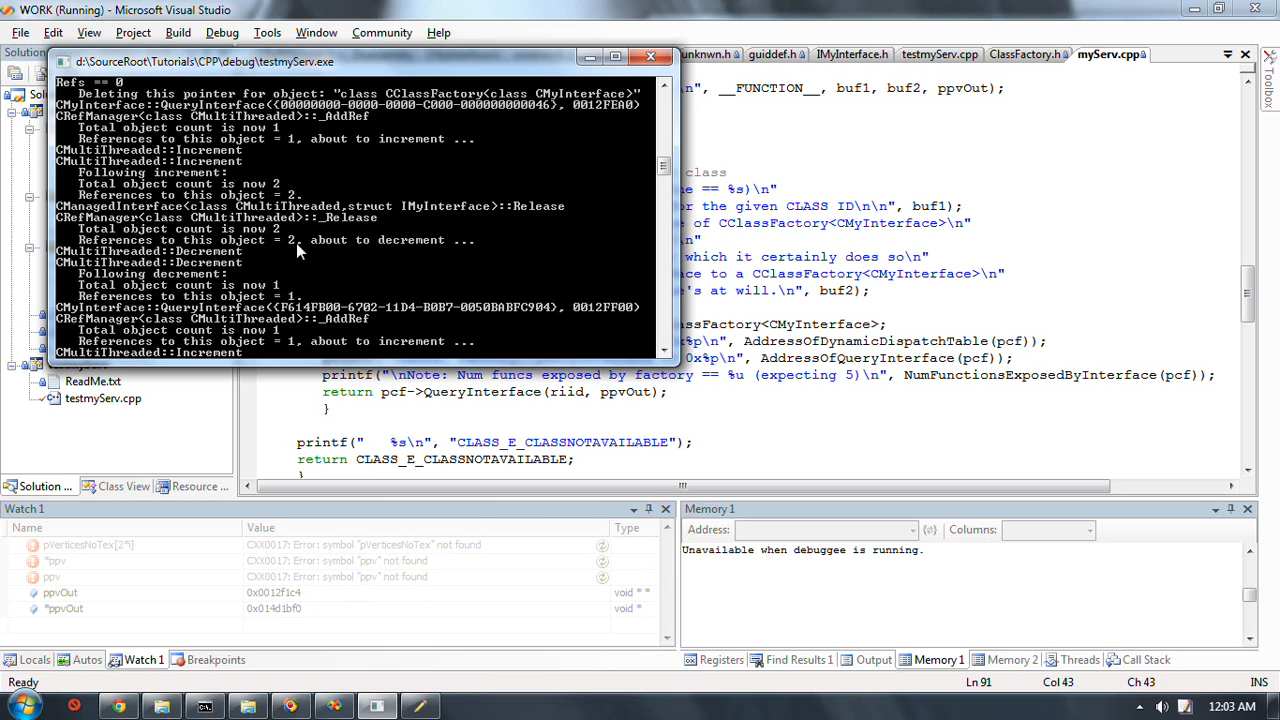 WORK (Running) - Microsoft Visual Studio
File Edit View Project Build Debug Tools Window Community Help
d:\SourceRoot\Tutorials\CPP\debug\testmyServ.exe
unknwn.h guiddef.h IMyInterface.h testmyServ.cpp ClassFactory.h myServ.cpp
Refs == 0
Deleting this pointer for object: "class CClassFactory<class CMyInterface>"
CMyInterface::QueryInterface({00000000-0000-0000-C000-000000000046}, 0012FEA0)
CRefManager<class CMultiThreaded>::_AddRef
Total object count is now 1
References to this object = 1, about to increment ...
CMultiThreaded::Increment
CMultiThreaded::Increment
Following increment:
Total object count is now 2
References to this object = 2.
CManagedInterface<class CMultiThreaded,struct IMyInterface>::Release
CRefManager<class CMultiThreaded>::_Release
Total object count is now 2
References to this object = 2, about to decrement ...
CMultiThreaded::Decrement
CMultiThreaded::Decrement
Following decrement:
Total object count is now 1
References to this object = 1.
CMyInterface::QueryInterface({F614FB00-6702-11D4-B0B7-0050BABFC904}, 0012FF00)
CRefManager<class CMultiThreaded>::_AddRef
Total object count is now 1
References to this object = 1, about to increment ...
CMultiThreaded::Increment
", __FUNCTION__, buf1, buf2, ppvOut);
class
e == %s)\n"
for the given CLASS ID\n\n", buf1);
e of CClassFactory<CMyInterface>\n"
\n"
which it certainly does so\n"
ace to a CClassFactory<CMyInterface>\n"
e's at will.\n", buf2);
ssFactory<CMyInterface>;
", AddressOfDynamicDispatchTable(pcf));
0x%p", AddressOfQueryInterface(pcf));
printf("\nNote: Num funcs exposed by factory == %u (expecting 5)\n", NumFunctionsExposedByInterface(pcf));
return pcf->QueryInterface(riid, ppvOut);
}
printf("   %s\n", "CLASS_E_CLASSNOTAVAILABLE");
return CLASS_E_CLASSNOTAVAILABLE;
}
Solution
ReadMe.txt
testmyServ.cpp
Solution ... Class View Resource ...
Toolbox
Watch 1
Name Value Type
pVerticesNoTex[2*i] CXX0017: Error: symbol "pVerticesNoTex" not found
*ppv CXX0017: Error: symbol "ppv" not found
ppv CXX0017: Error: symbol "ppv" not found
ppvOut 0x0012f1c4 void * *
*ppvOut 0x014d1bf0 void *
Memory 1
Address: Columns:
Unavailable when debuggee is running.
Locals Autos Watch 1 Breakpoints
Registers Find Results 1 Output Memory 1 Memory 2 Threads Call Stack
Ready Ln 91 Col 43 Ch 43 INS
12:03 AM